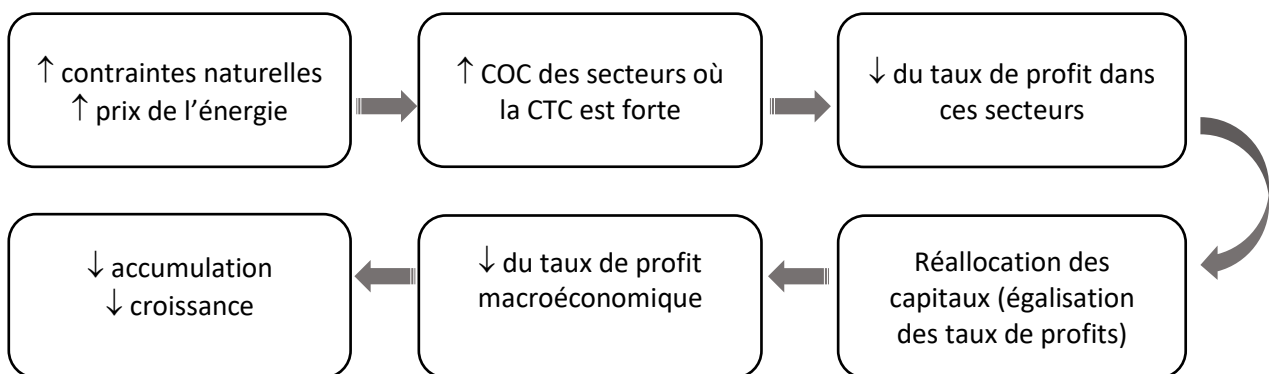 ↑ contraintes naturelles
↑ prix de l’énergie
↑ COC des secteurs où
la CTC est forte
↓ du taux de profit dans
ces secteurs
Réallocation des
capitaux (égalisation
des taux de profits)
↓ du taux de profit
macroéconomique
↓ accumulation
↓ croissance